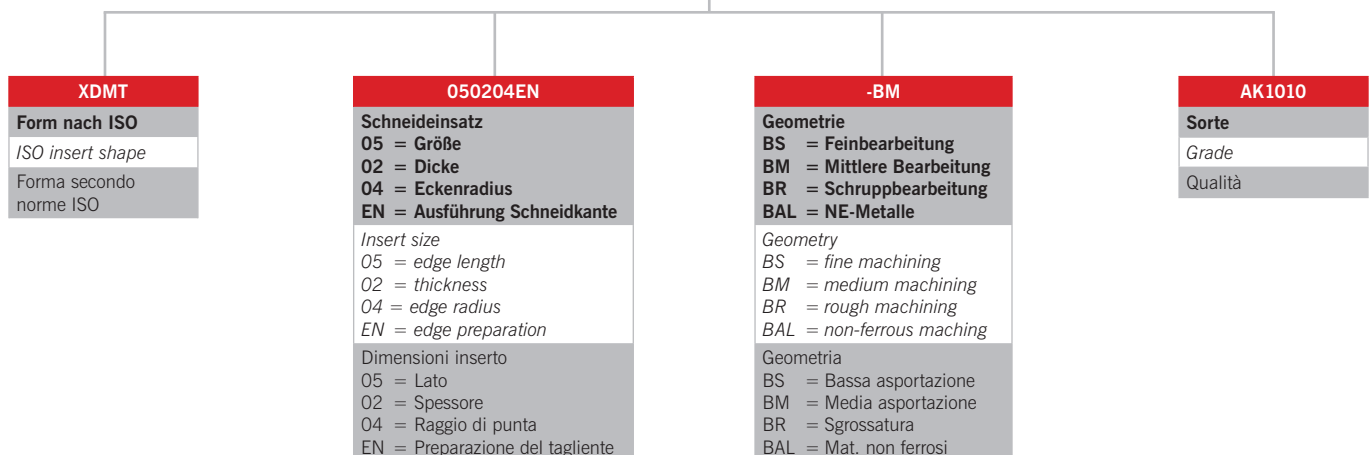 XDMT
Form nach ISO
ISO insert shape
Forma secondo
norme ISO
050204EN
Schneideinsatz
05 = Größe
02 = Dicke
04 = Eckenradius
EN = Ausführung Schneidkante
Insert size
05 = edge length
02 = thickness
04 = edge radius
EN = edge preparation
Dimensioni inserto
05 = Lato
02 = Spessore
04 = Raggio di punta
EN = Preparazione del tagliente
-BM
Geometrie
BS = Feinbearbeitung
BM = Mittlere Bearbeitung
BR = Schruppbearbeitung
BAL = NE-Metalle
Geometry
BS = fine machining
BM = medium machining
BR = rough machining
BAL = non-ferrous maching
Geometria
BS = Bassa asportazione
BM = Media asportazione
BR = Sgrossatura
BAL = Mat. non ferrosi
AK1010
Sorte
Grade
Qualità